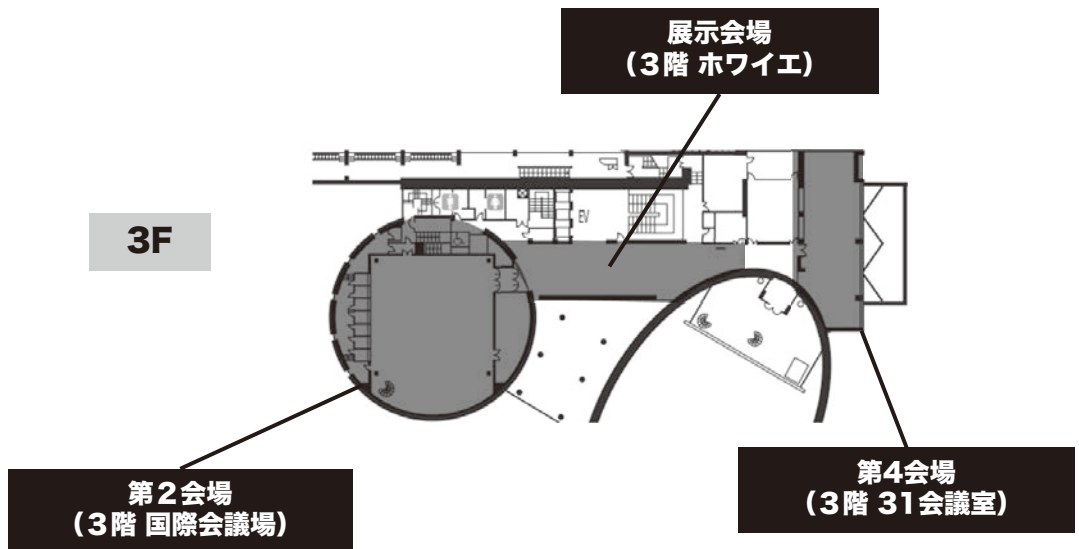 展示会場
（３階 ホワイエ）
3F
EV
第２会場
（３階 国際会議場）
第4会場
（３階 31会議室）